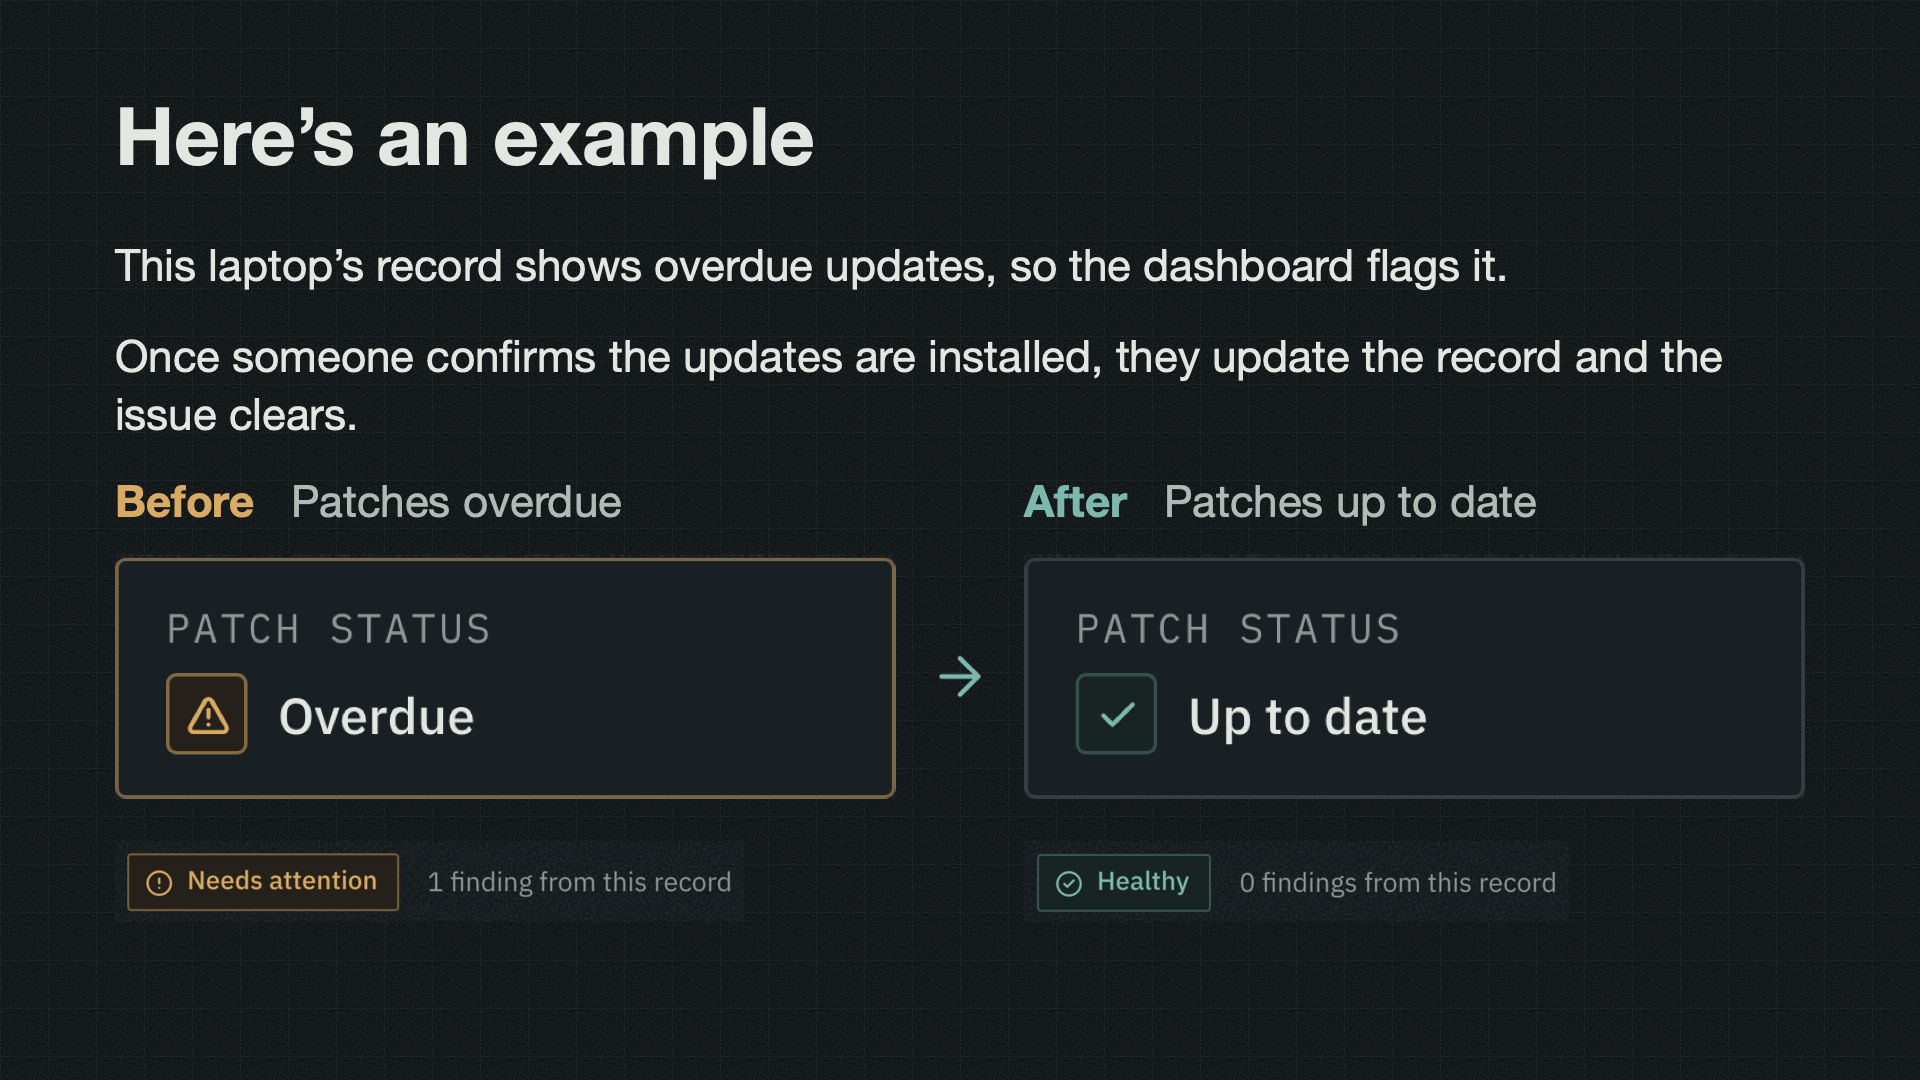 Here’s an example
This laptop’s record shows overdue updates, so the dashboard flags it.
Once someone confirms the updates are installed, they update the record and the
issue clears.
Before Patches overdue
PATCH STATUS
Overdue
Needs attention 1 finding from this record
After Patches up to date
PATCH STATUS
Up to date
Healthy 0 findings from this record